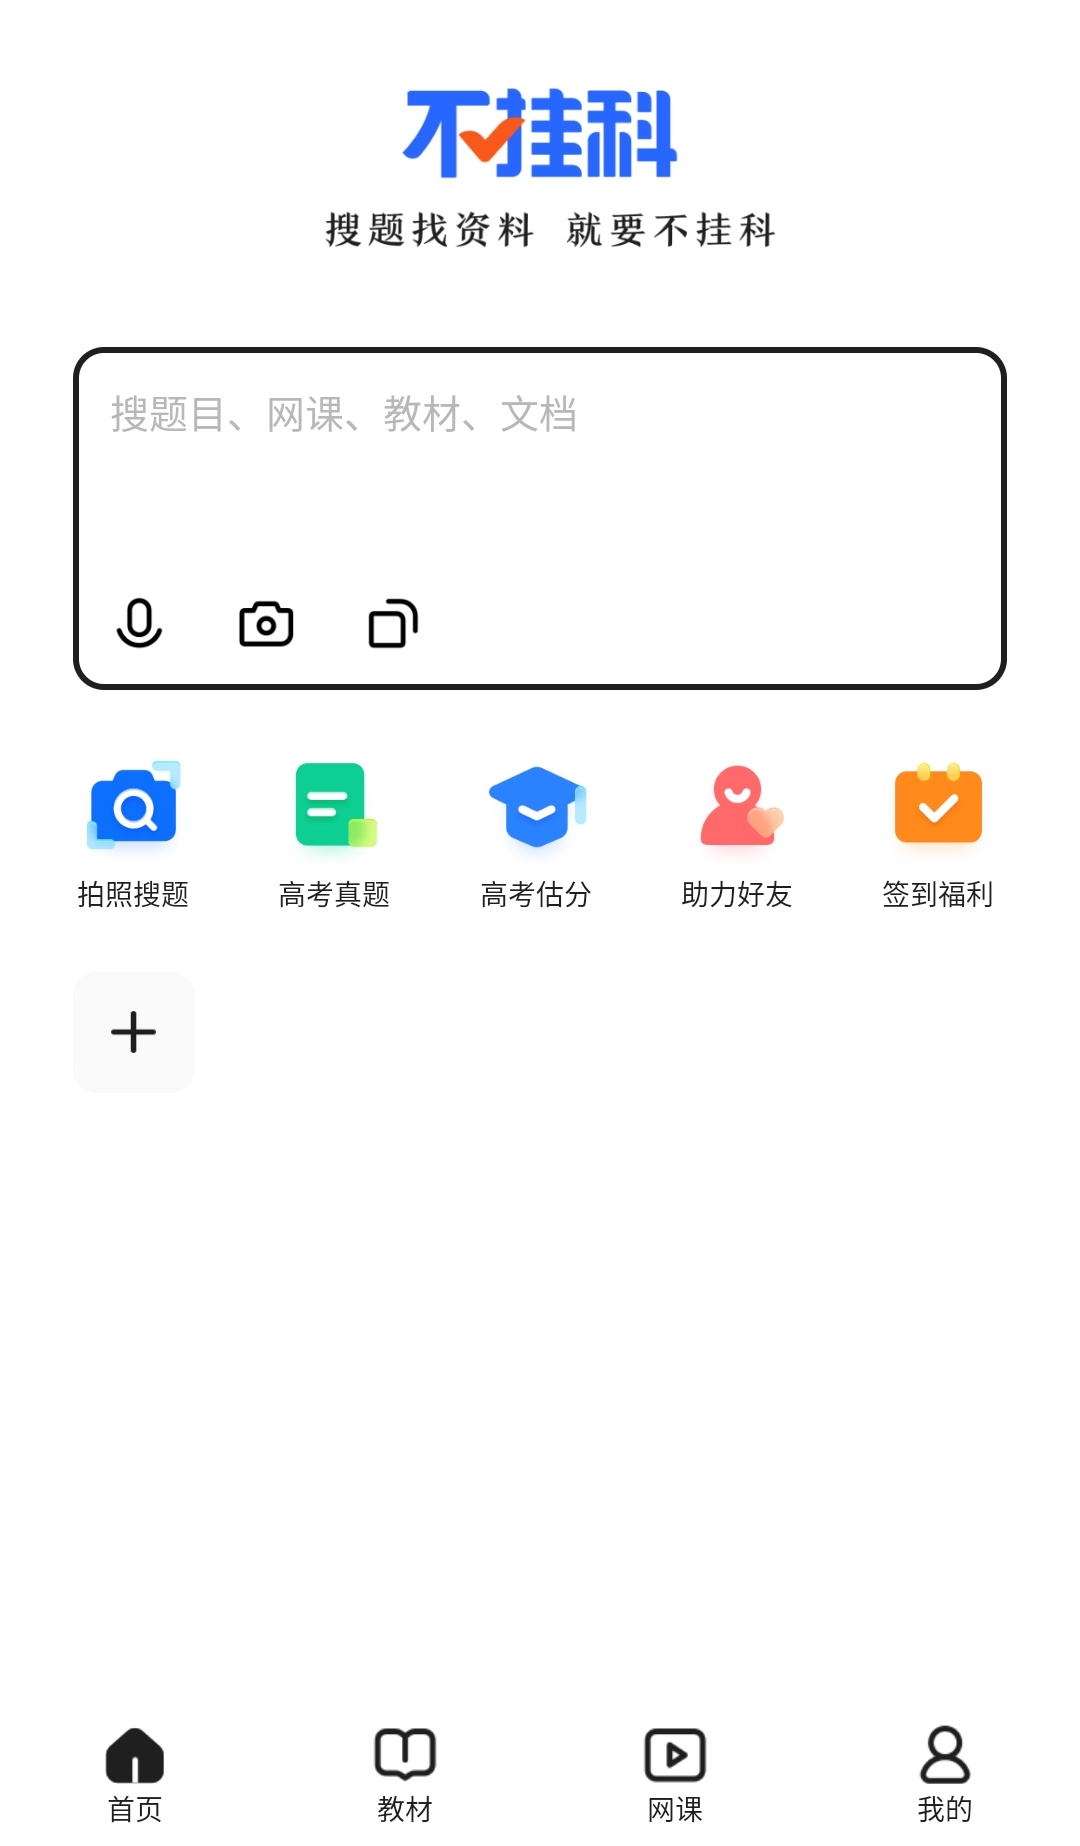 不挂科
搜题找资料 就要不挂科
搜题目、网课、教材、文档
拍照搜题 高考真题 高考估分 助力好友 签到福利
首页 教材 网课 我的